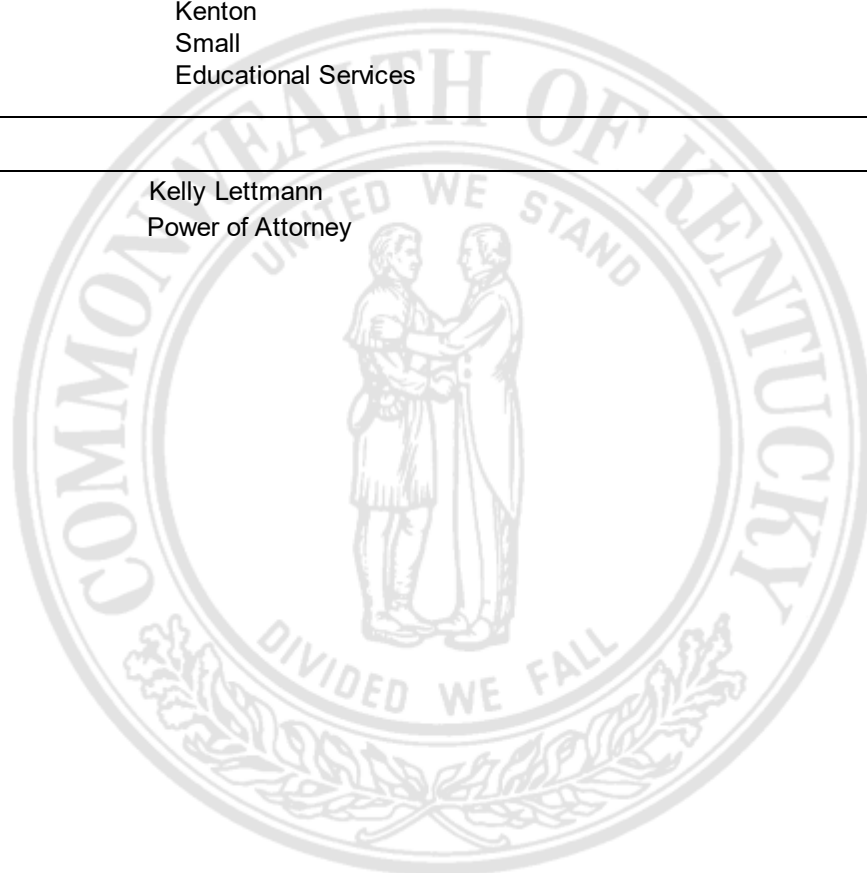 Kenton
Small
Educational Services
Kelly Lettmann
Power of Attorney
COMMONWEALTH OF KENTUCKY
UNITED WE STAND
DIVIDED WE FALL